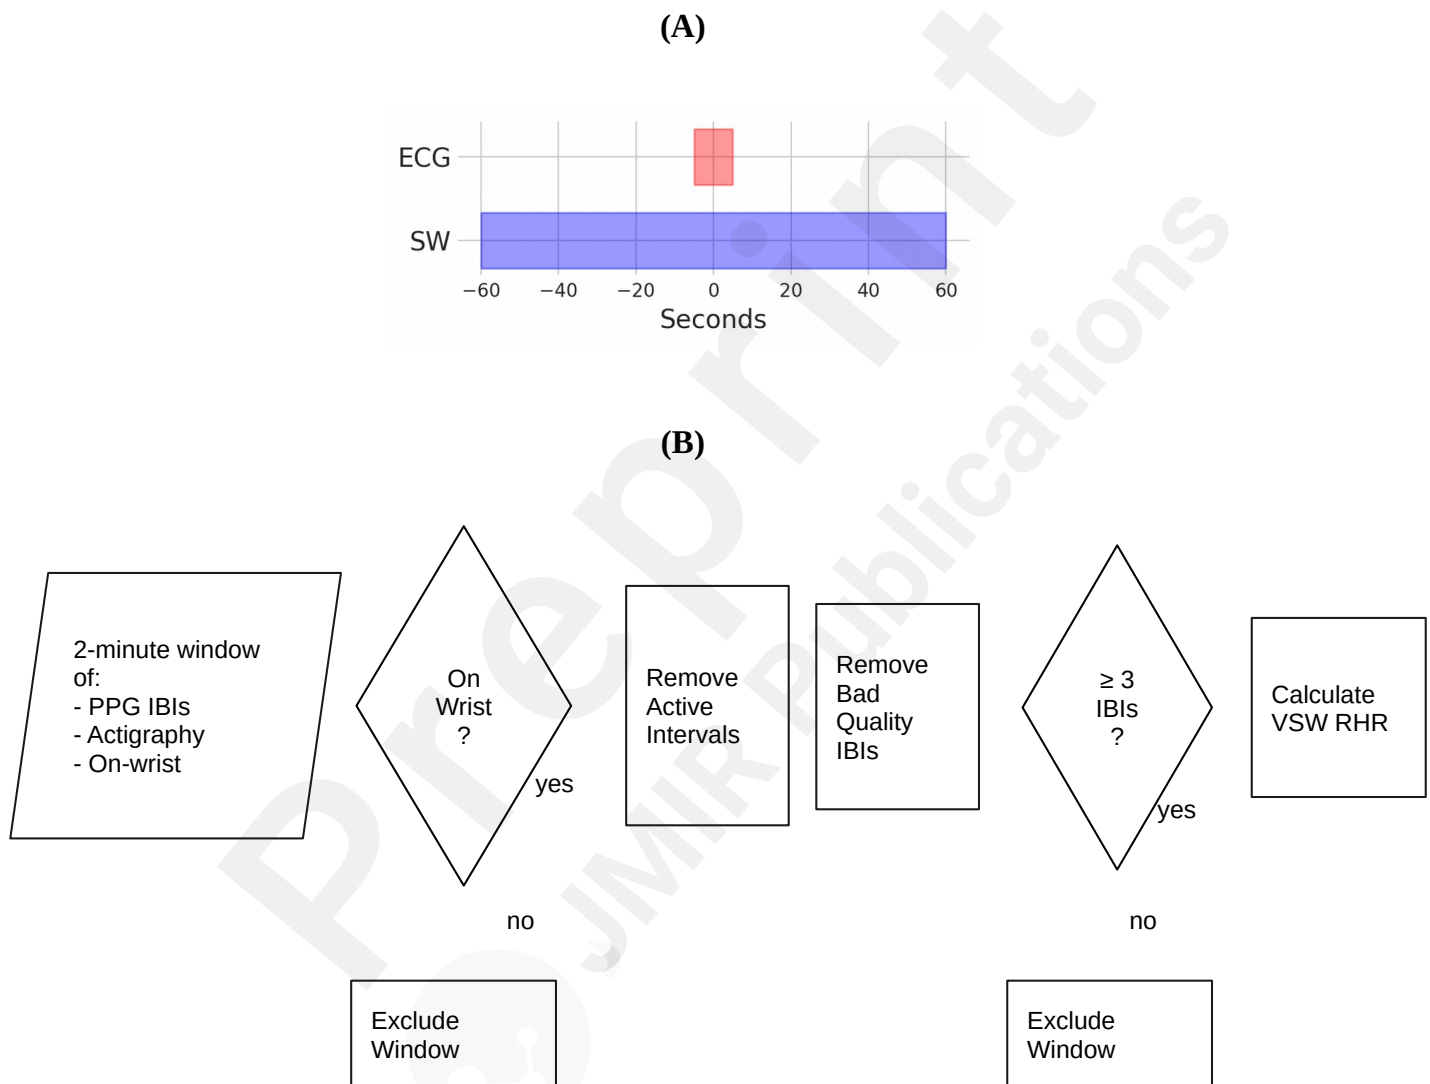 (A)
ECG
SW
−60 −40 −20 0 20 40 60
Seconds
(B)
2-minute window
of:
- PPG IBIs
- Actigraphy
- On-wrist
On
Wrist
?
yes
no
Exclude
Window
Remove
Active
Intervals
Remove
Bad
Quality
IBIs
≥ 3
IBIs
?
yes
no
Exclude
Window
Calculate
VSW RHR
Preprint
JMIR Publications